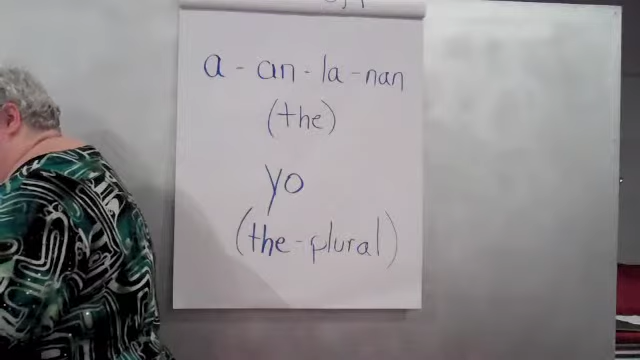 a - an - la - nan
(the)
yo
(the - plural)